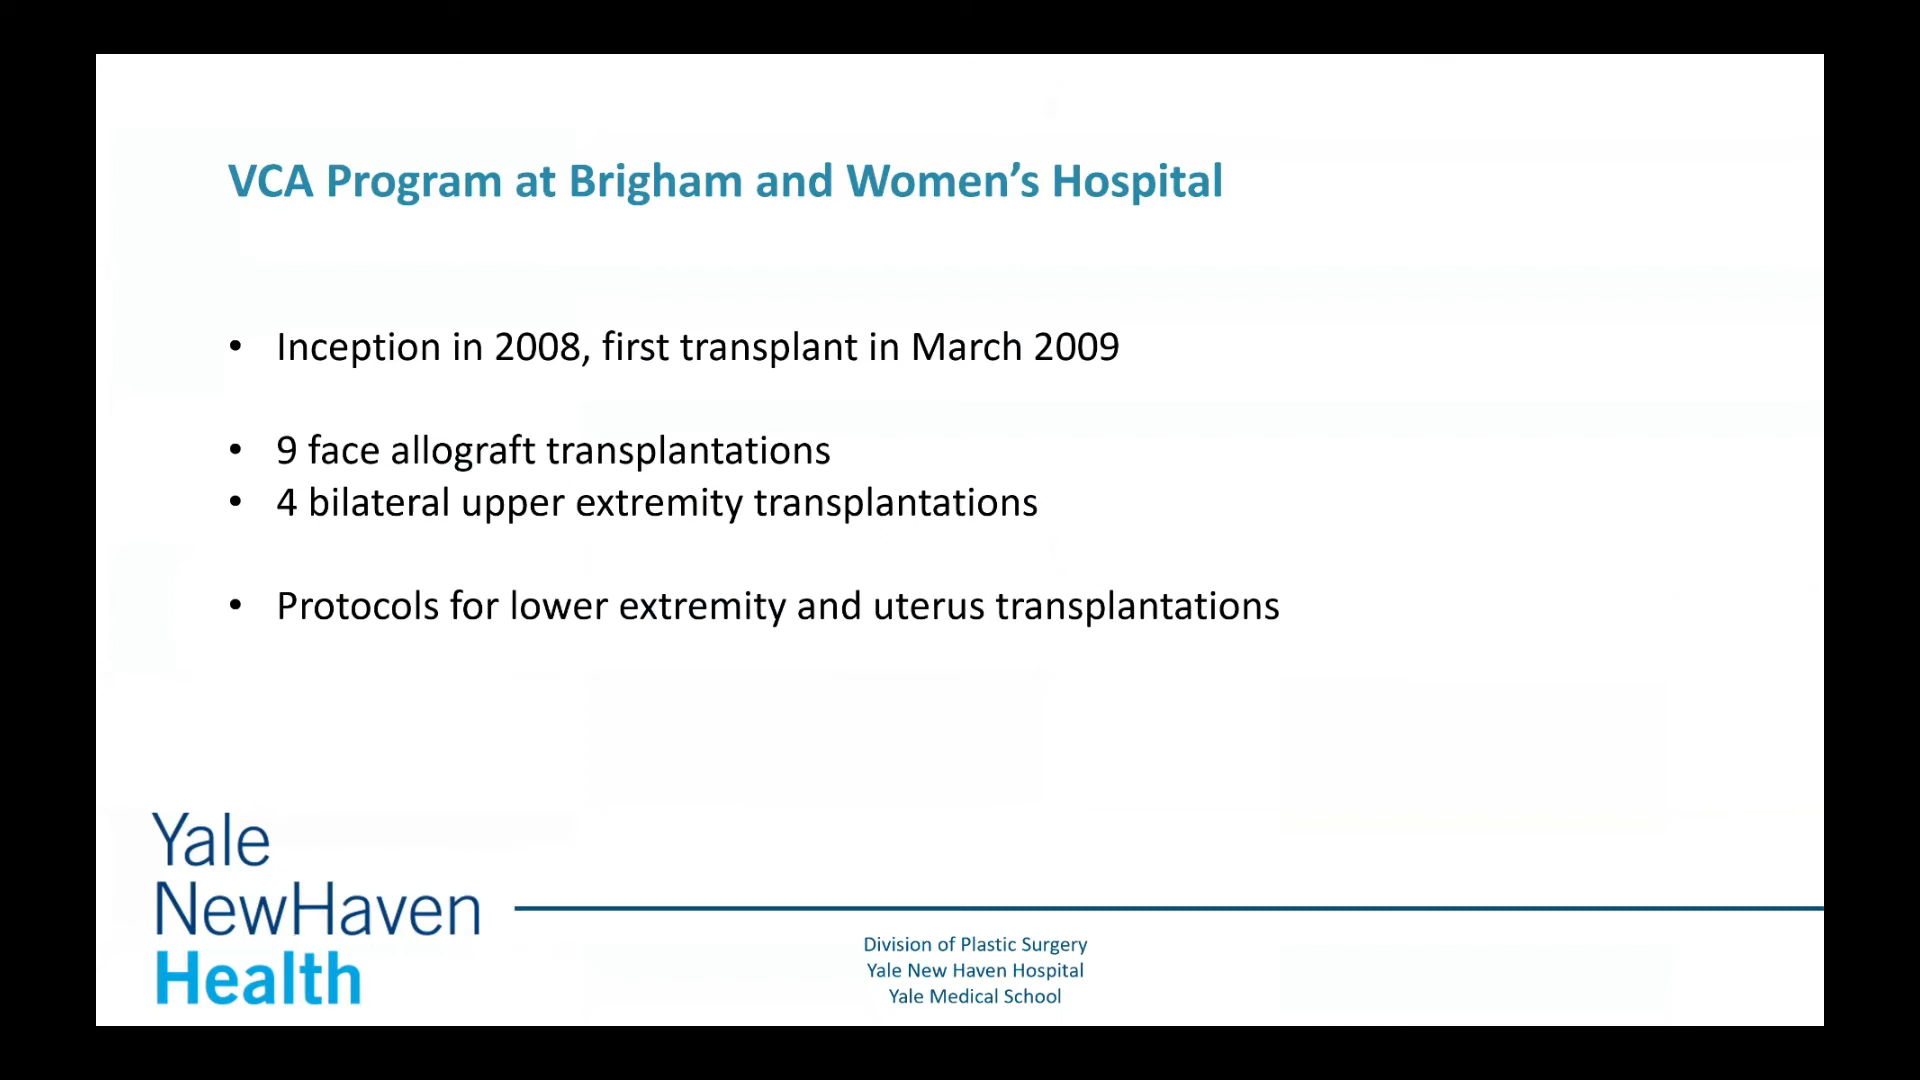 VCA Program at Brigham and Women’s Hospital
• Inception in 2008, first transplant in March 2009
• 9 face allograft transplantations
• 4 bilateral upper extremity transplantations
• Protocols for lower extremity and uterus transplantations
Yale
NewHaven
Health
Division of Plastic Surgery
Yale New Haven Hospital
Yale Medical School